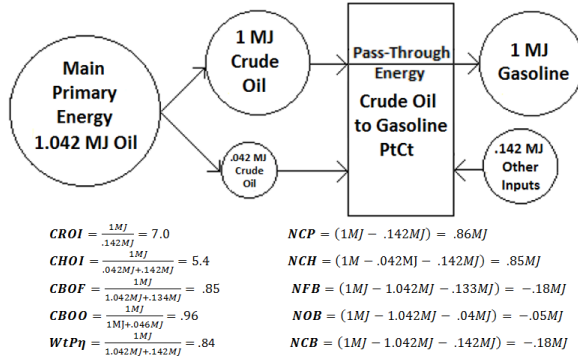 Main
Primary
Energy
1.042 MJ Oil
1 MJ
Crude
Oil
.042 MJ
Crude
Oil
Pass-Through
Energy
Crude Oil
to Gasoline
PtCt
1 MJ
Gasoline
.142 MJ
Other
Inputs
CROI = 1MJ / .142MJ = 7.0
CHOI = 1MJ / .042MJ+.142MJ = 5.4
CBOF = 1MJ / 1.042MJ+.134MJ = .85
CBOO = 1MJ / 1MJ+.046MJ = .96
WtPη = 1MJ / 1.042MJ+.142MJ = .84
NCP = (1MJ − .142MJ) = .86MJ
NCH = (1M − .042MJ − .142MJ) = .85MJ
NFB = (1MJ − 1.042MJ − .133MJ) = −.18MJ
NOB = (1MJ − 1.042MJ − .04MJ) = −.05MJ
NCB = (1MJ − 1.042MJ − .142MJ) = −.18MJ